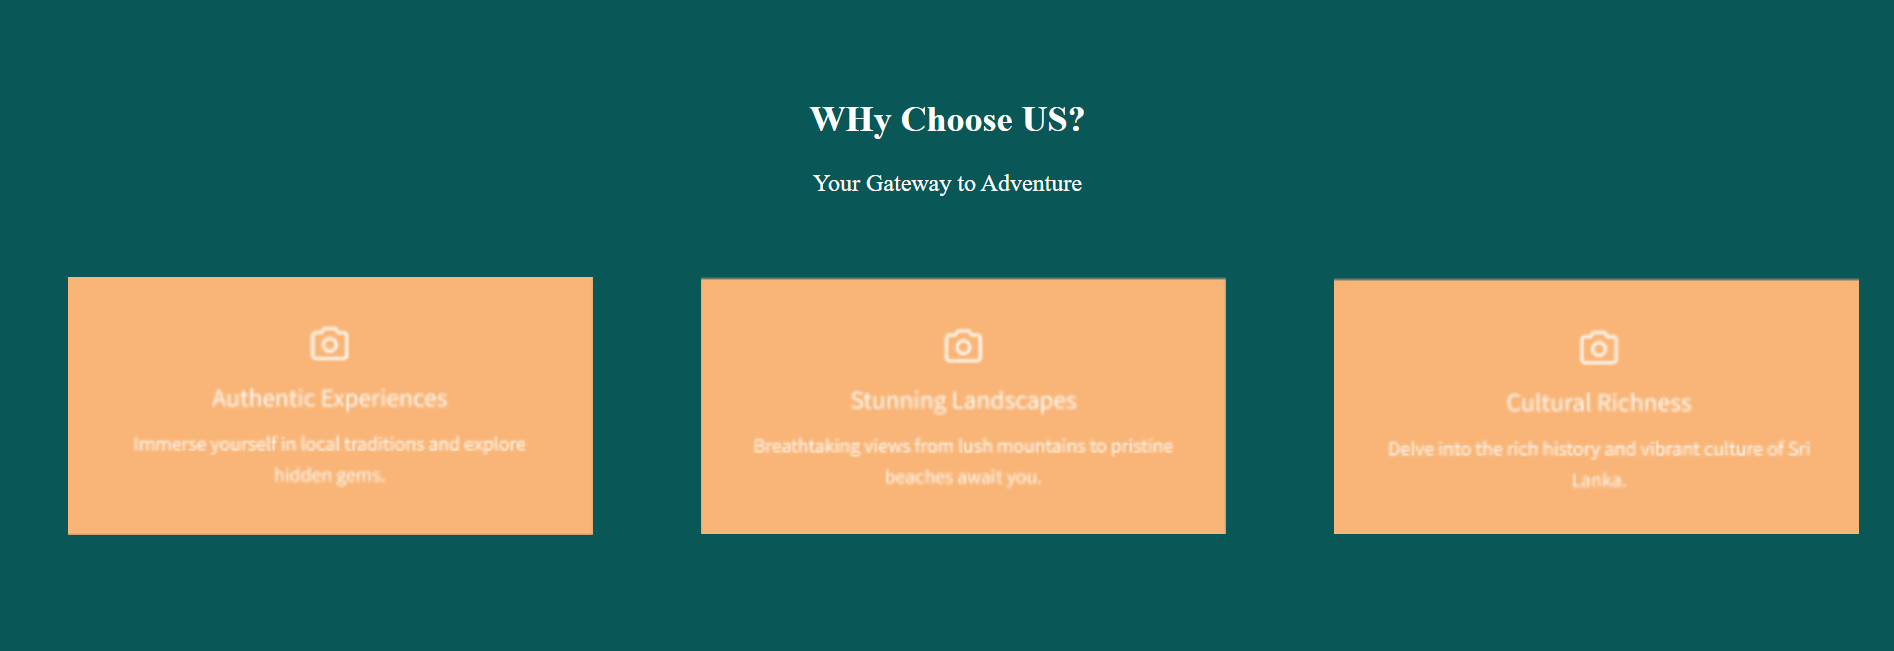 WHy Choose US?
Your Gateway to Adventure
Authentic Experiences
Immerse yourself in local traditions and explore
hidden gems.
Stunning Landscapes
Breathtaking views from lush mountains to pristine
beaches await you.
Cultural Richness
Delve into the rich history and vibrant culture of Sri
Lanka.